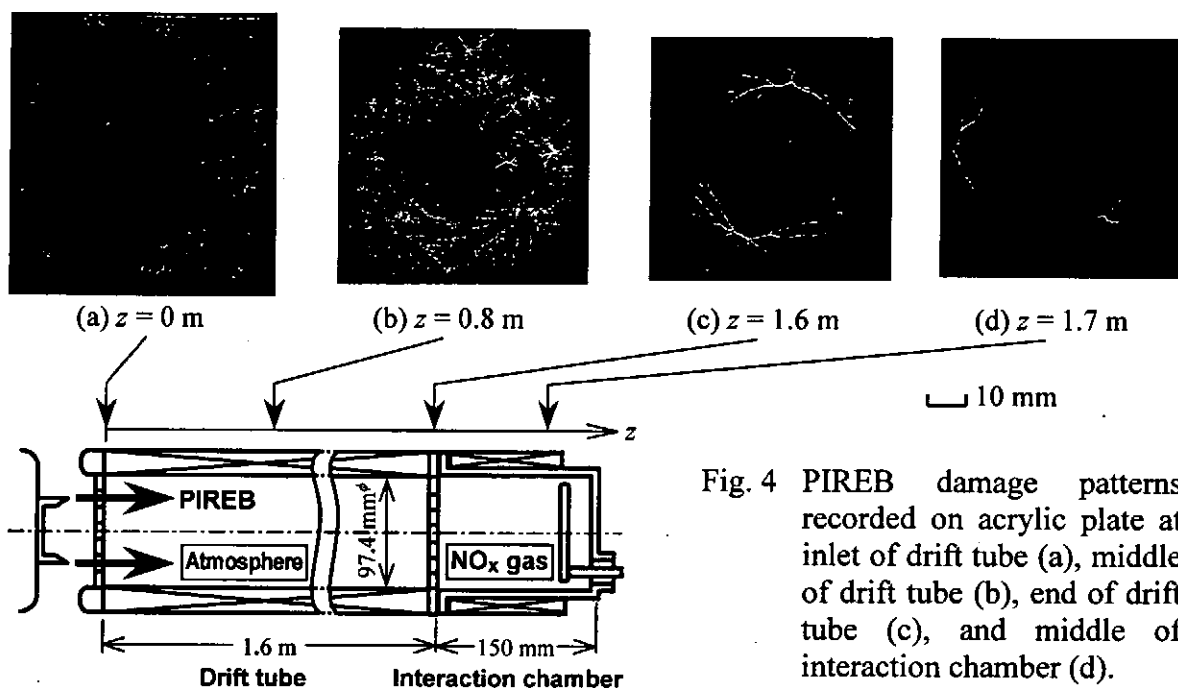 (a) z = 0 m
(b) z = 0.8 m
(c) z = 1.6 m
(d) z = 1.7 m
10 mm
z
PIREB
Atmosphere
97.4 mmϕ
NOx gas
1.6 m
150 mm
Drift tube
Interaction chamber
Fig. 4 PIREB damage patterns
recorded on acrylic plate at
inlet of drift tube (a), middle
of drift tube (b), end of drift
tube (c), and middle of
interaction chamber (d).